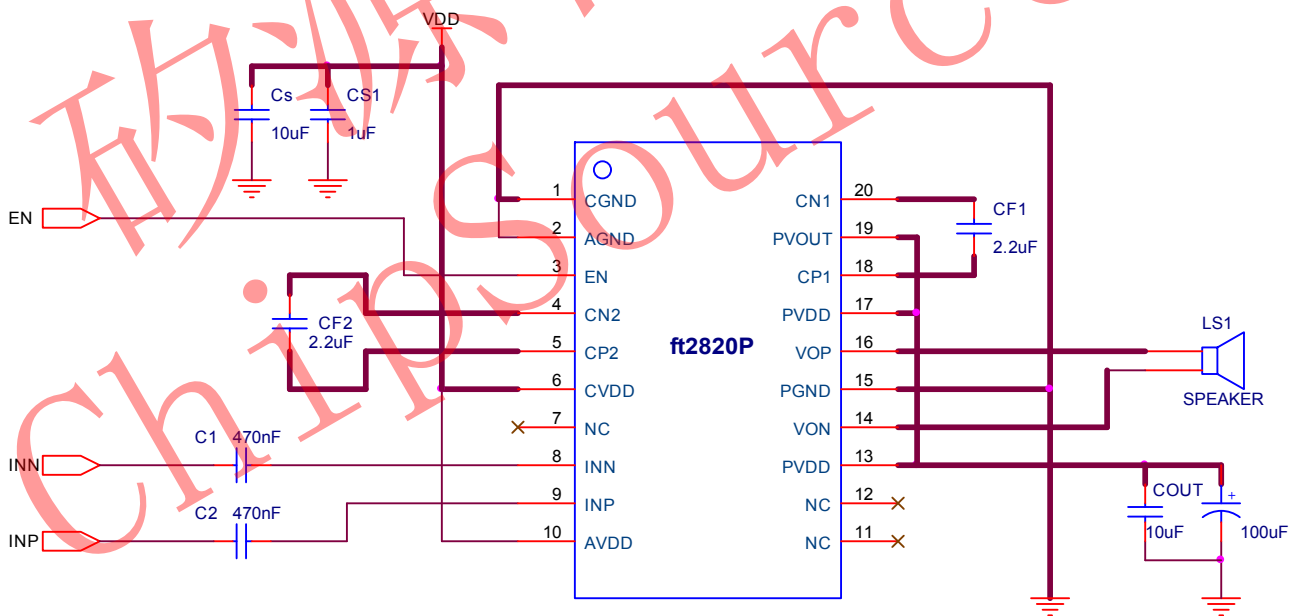 矽源
ChipSource
VDD
Cs
10uF
CS1
1uF
EN
CF2
2.2uF
C1 470nF
INN
C2 470nF
INP
1 CGND
2 AGND
3 EN
4 CN2
5 CP2
6 CVDD
7 NC
8 INN
9 INP
10 AVDD
ft2820P
CN1 20
PVOUT 19
CP1 18
PVDD 17
VOP 16
PGND 15
VON 14
PVDD 13
NC 12
NC 11
CF1
2.2uF
LS1
SPEAKER
COUT
10uF
+
100uF